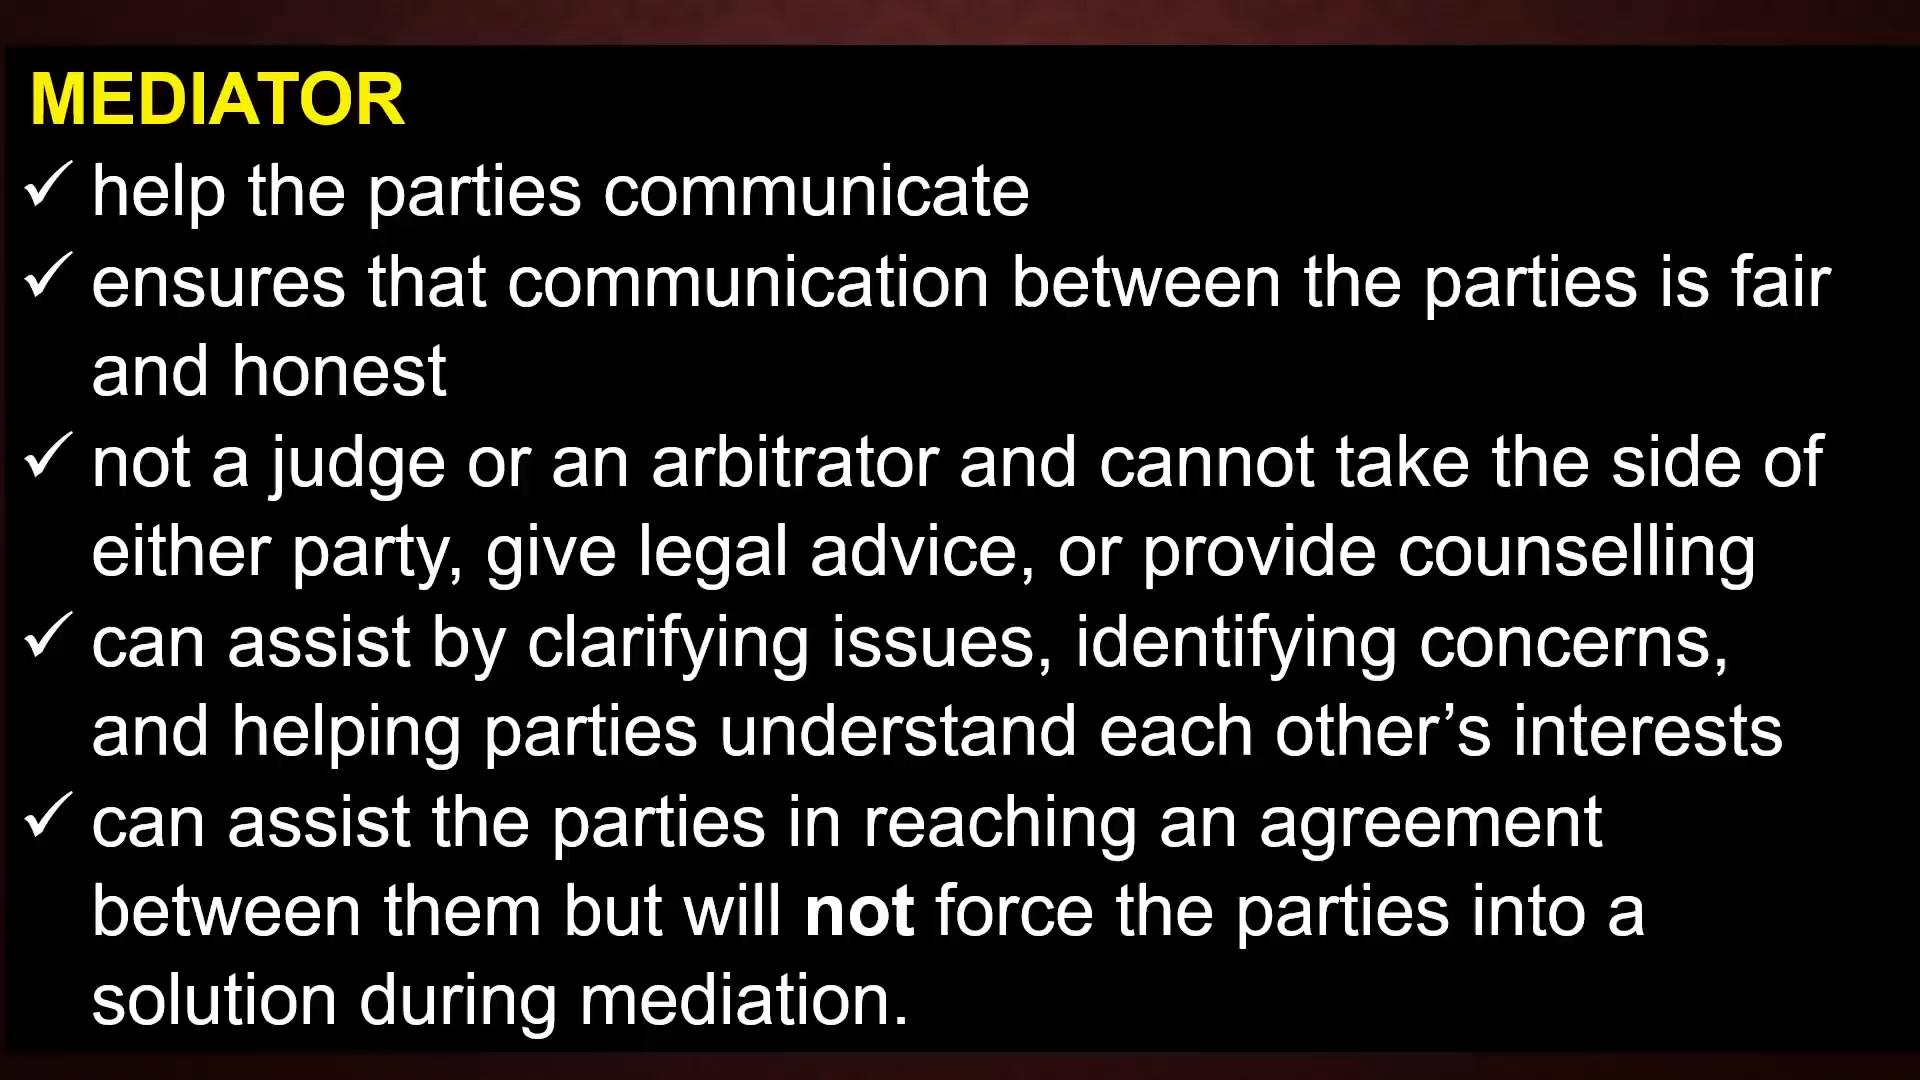 MEDIATOR
✓ help the parties communicate
✓ ensures that communication between the parties is fair
and honest
✓ not a judge or an arbitrator and cannot take the side of
either party, give legal advice, or provide counselling
✓ can assist by clarifying issues, identifying concerns,
and helping parties understand each other’s interests
✓ can assist the parties in reaching an agreement
between them but will not force the parties into a
solution during mediation.